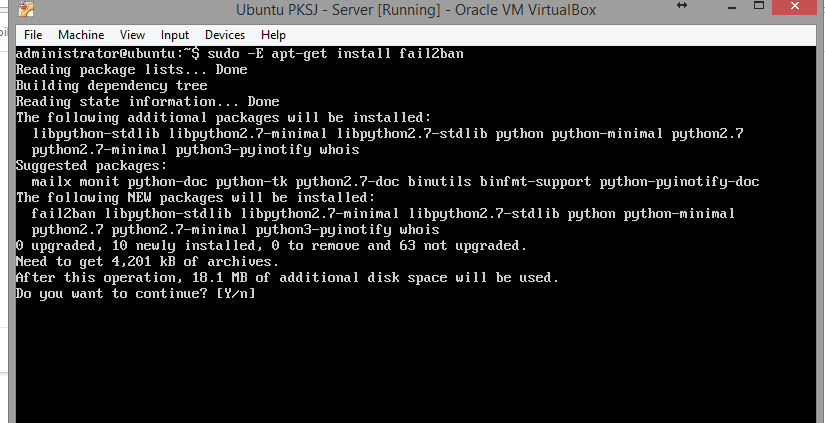 Ubuntu PKSJ - Server [Running] - Oracle VM VirtualBox
File Machine View Input Devices Help
administrator@ubuntu:~$ sudo -E apt-get install fail2ban
Reading package lists... Done
Building dependency tree
Reading state information... Done
The following additional packages will be installed:
  libpython-stdlib libpython2.7-minimal libpython2.7-stdlib python python-minimal python2.7
  python2.7-minimal python3-pyinotify whois
Suggested packages:
  mailx monit python-doc python-tk python2.7-doc binutils binfmt-support python-pyinotify-doc
The following NEW packages will be installed:
  fail2ban libpython-stdlib libpython2.7-minimal libpython2.7-stdlib python python-minimal
  python2.7 python2.7-minimal python3-pyinotify whois
0 upgraded, 10 newly installed, 0 to remove and 63 not upgraded.
Need to get 4,201 kB of archives.
After this operation, 18.1 MB of additional disk space will be used.
Do you want to continue? [Y/n]